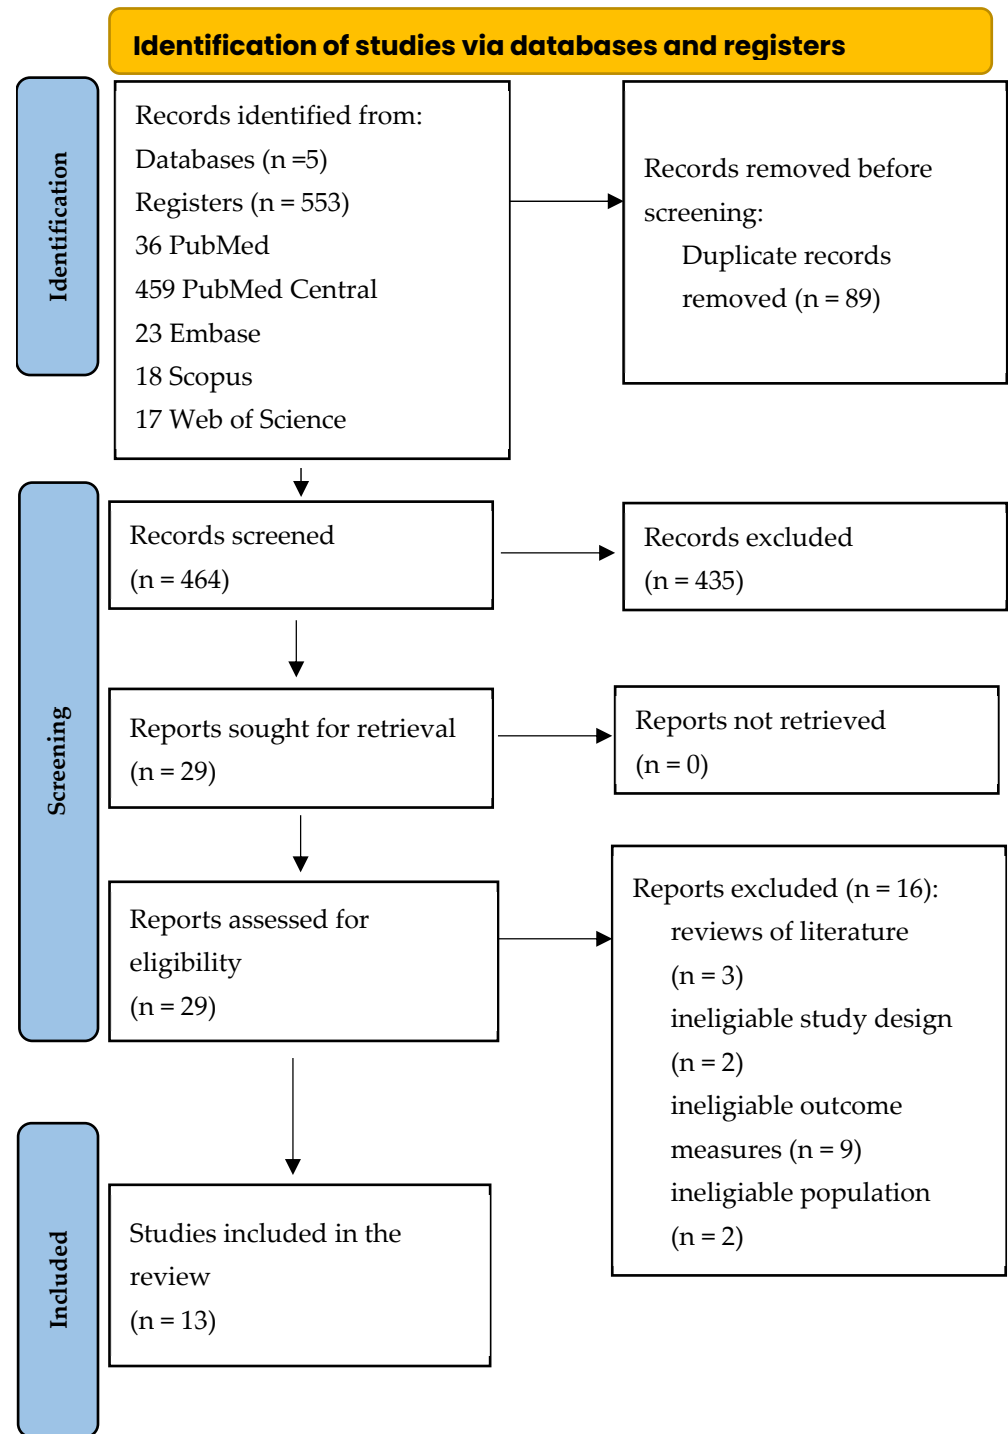 Identification of studies via databases and registers
Identification
Records identified from:
Databases (n =5)
Registers (n = 553)
36 PubMed
459 PubMed Central
23 Embase
18 Scopus
17 Web of Science
Records removed before
screening:
Duplicate records
removed (n = 89)
Screening
Records screened
(n = 464)
Records excluded
(n = 435)
Reports sought for retrieval
(n = 29)
Reports not retrieved
(n = 0)
Reports assessed for
eligibility
(n = 29)
Reports excluded (n = 16):
reviews of literature
(n = 3)
ineligiable study design
(n = 2)
ineligiable outcome
measures (n = 9)
ineligiable population
(n = 2)
Included
Studies included in the
review
(n = 13)